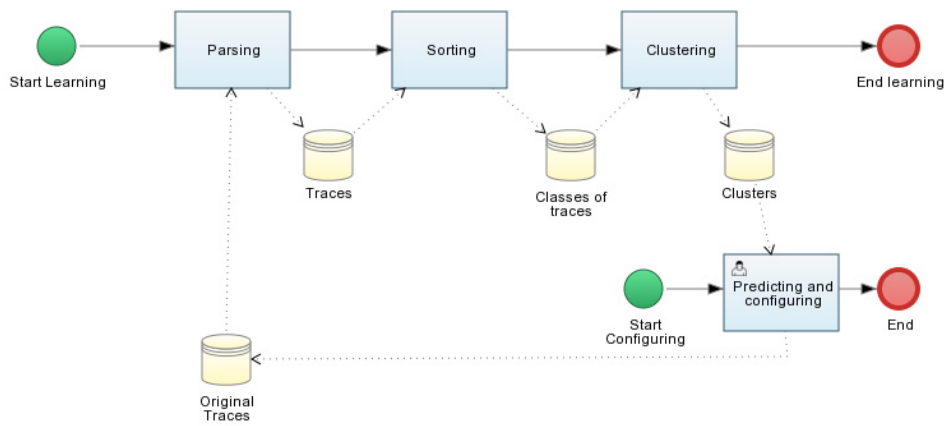 Parsing
Sorting
Clustering
Start Learning
End learning
Traces
Classes of
traces
Clusters
Predicting and
configuring
Start
Configuring
End
Original
Traces